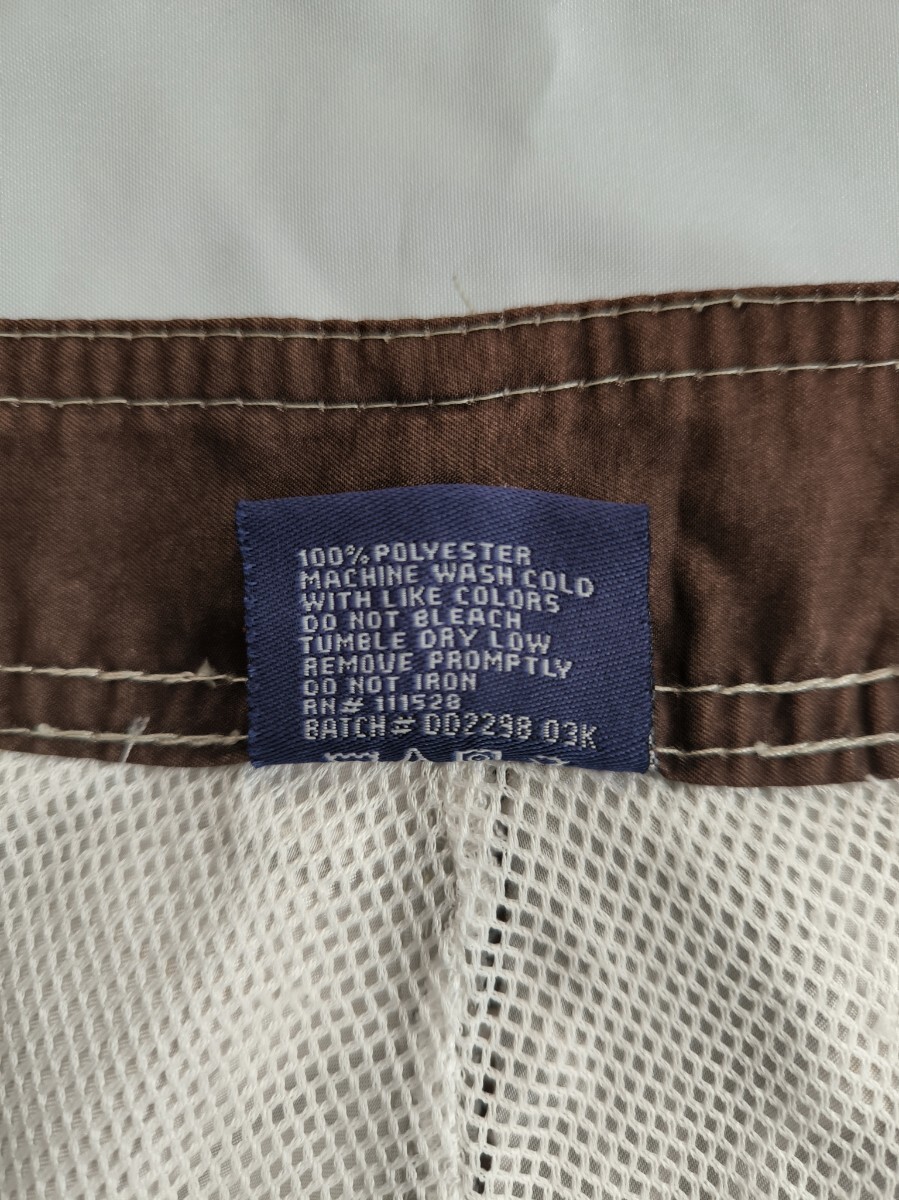 100% POLYESTER
MACHINE WASH COLD
WITH LIKE COLORS
DO NOT BLEACH
TUMBLE DRY LOW
REMOVE PROMPTLY
DO NOT IRON
RN# 111528
BATCH# DD2298 03K